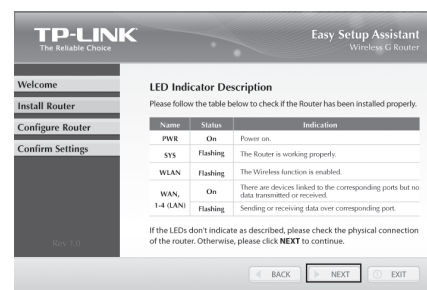 TP-LINK
The Reliable Choice
Easy Setup Assistant
Wireless G Router
Welcome
Install Router
Configure Router
Confirm Settings
Rev 1.0
LED Indicator Description
Please follow the table below to check if the Router has been installed properly.
Name Status Indication
PWR On Power on.
SYS Flashing The Router is working properly.
WLAN Flashing The Wireless function is enabled.
WAN, 1-4 (LAN) On There are devices linked to the corresponding ports but no
data transmitted or received.
Flashing Sending or receiving data over corresponding port.
If the LEDs don't indicate as described, please check the physical connection
of the router. Otherwise, please click NEXT to continue.
BACK NEXT EXIT